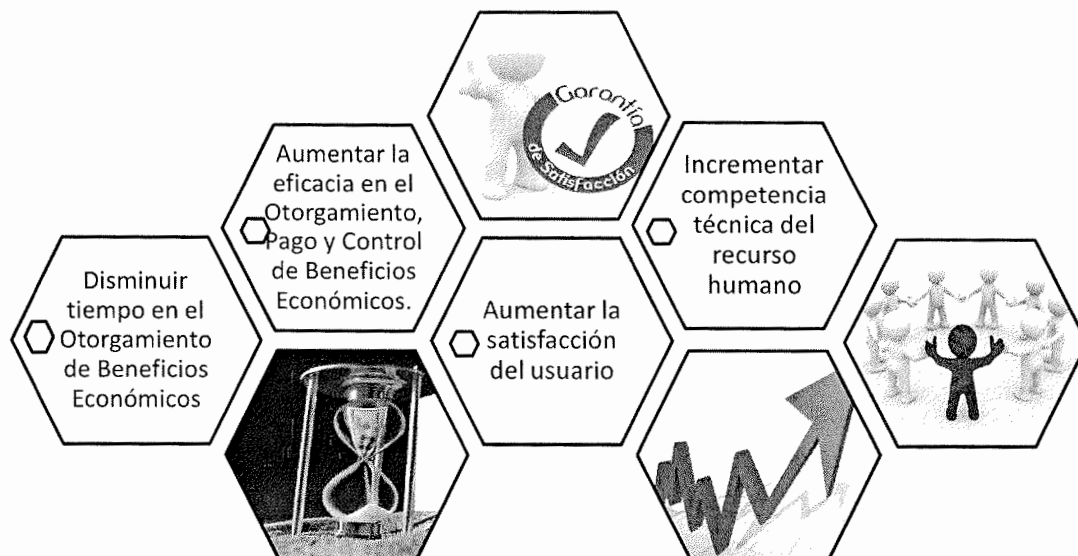 Garantía
de Satisfacción
Aumentar la
eficacia en el
Otorgamiento,
Pago y Control
de Beneficios
Económicos.
Incrementar
competencia
técnica del
recurso
humano
Disminuir
tiempo en el
Otorgamiento
de Beneficios
Económicos
Aumentar la
satisfacción
del usuario